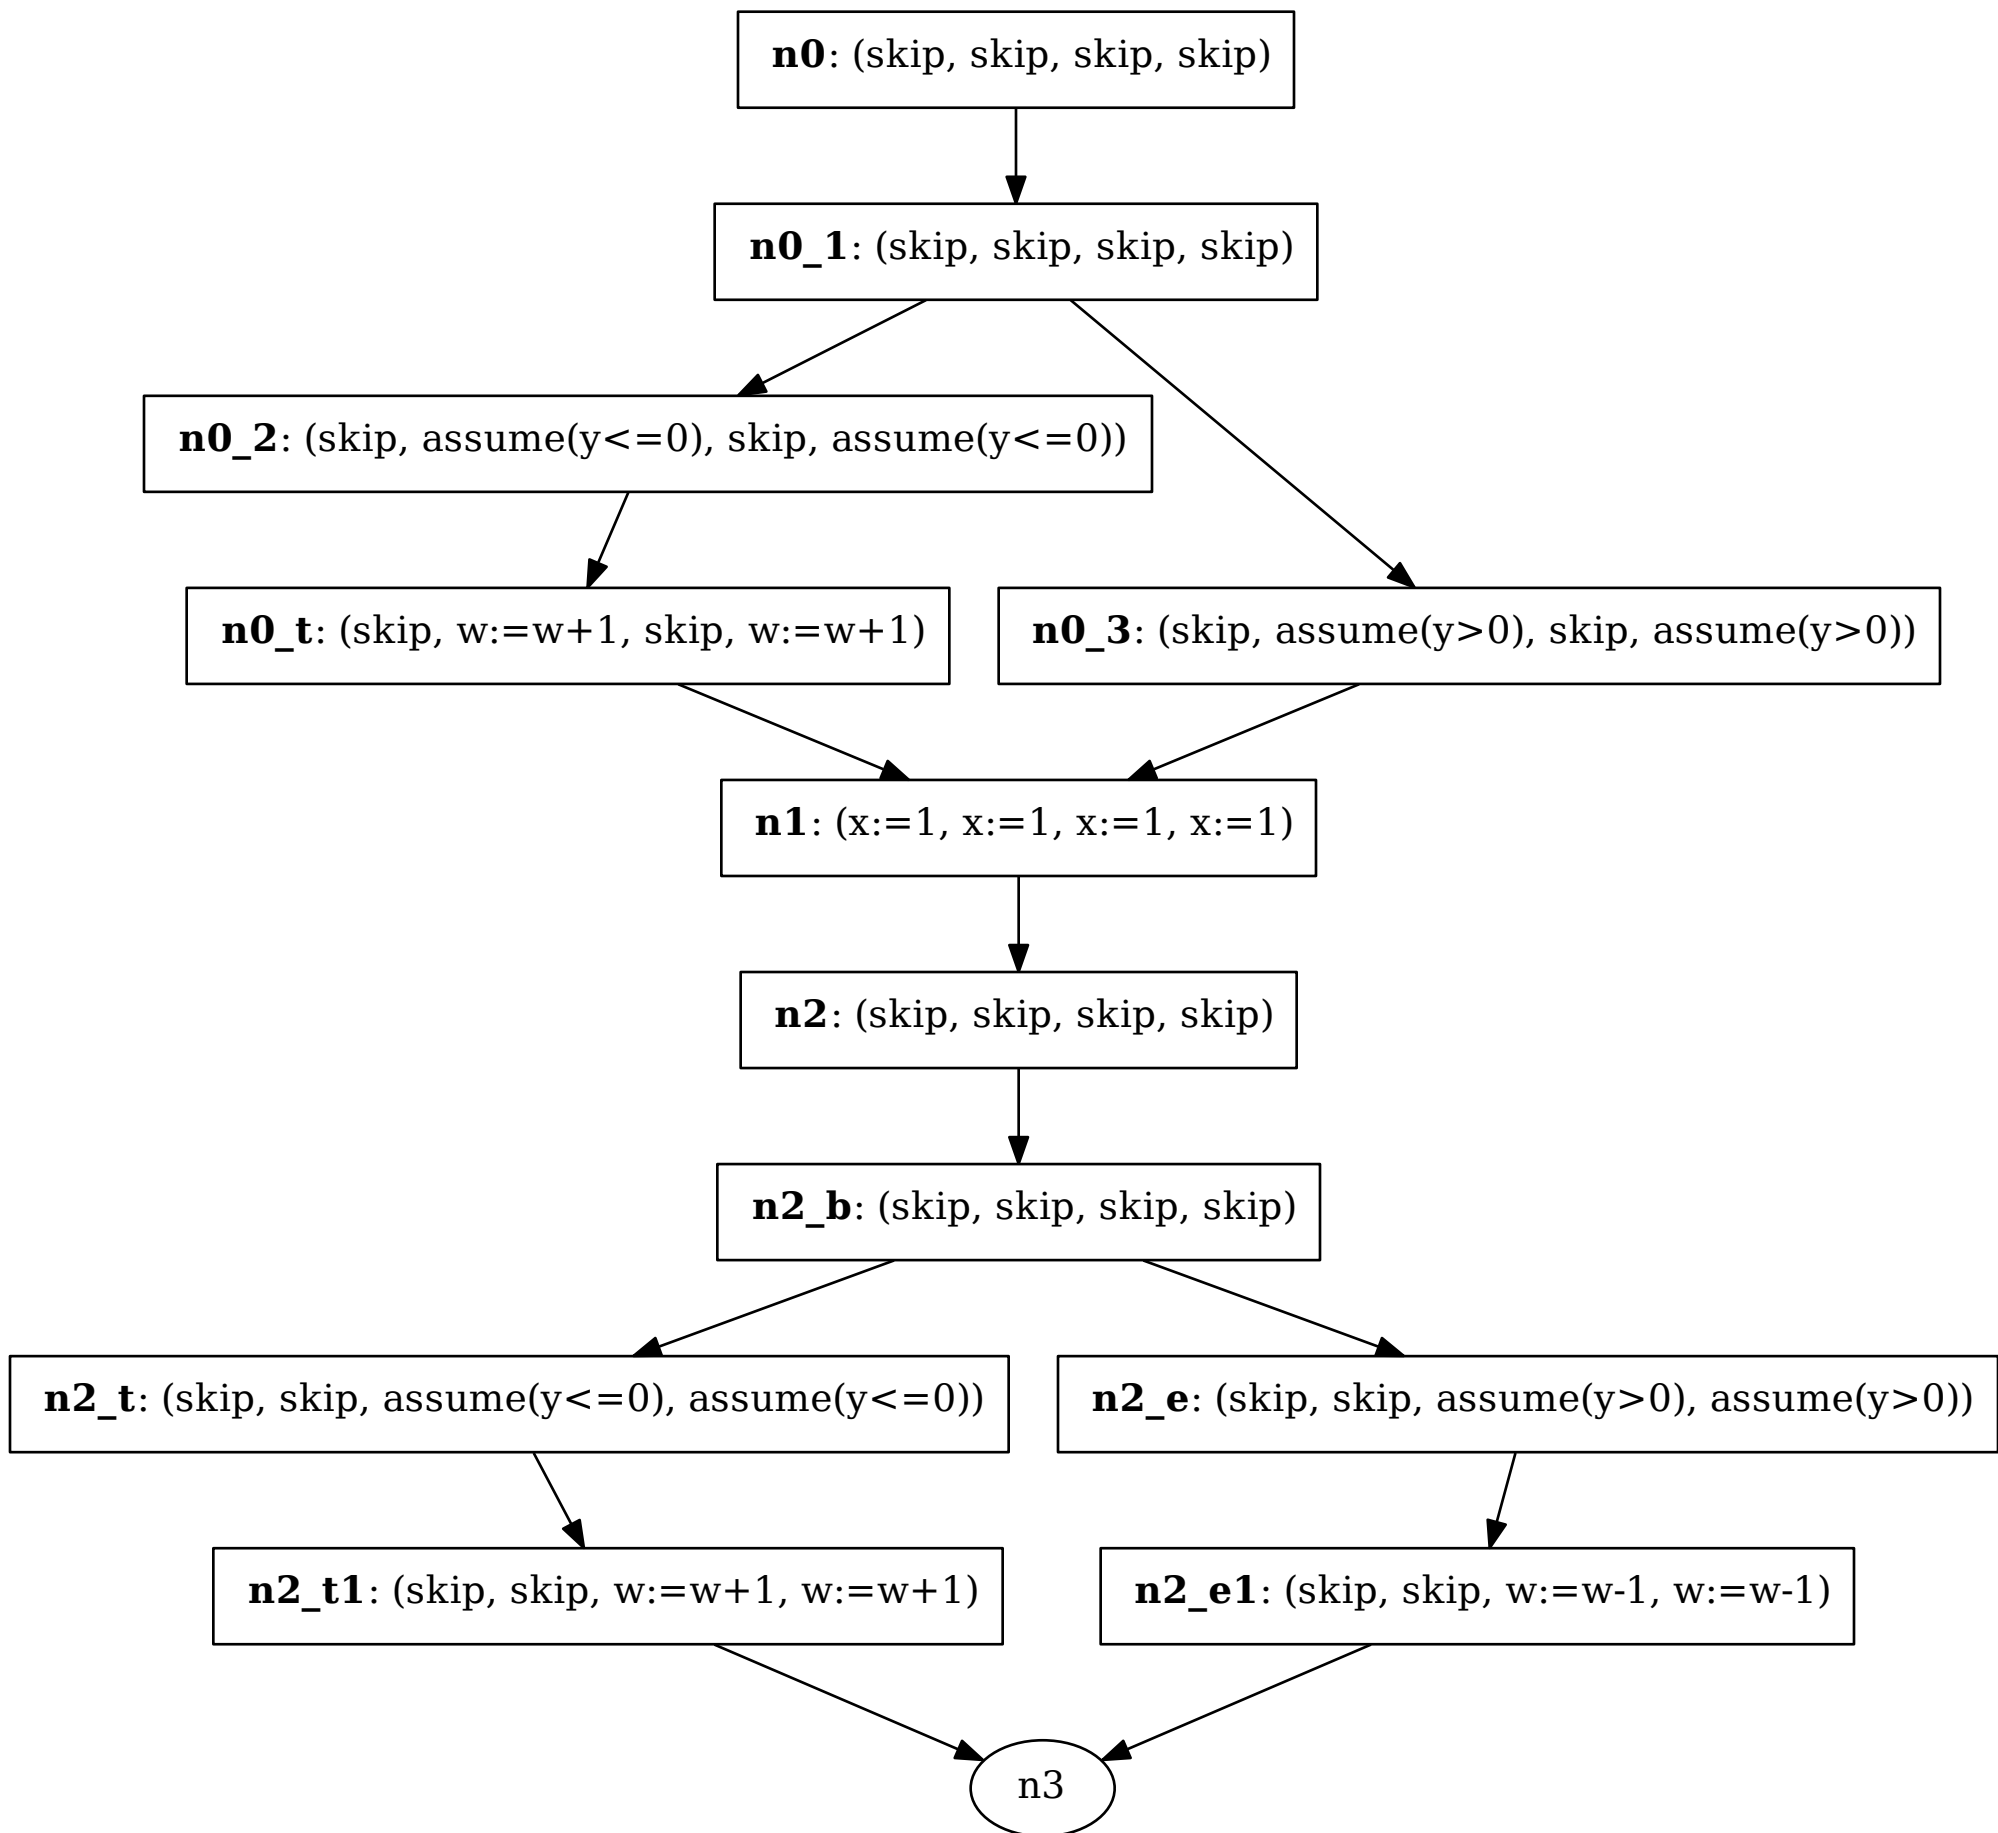 n0: (skip, skip, skip, skip)
n0_1: (skip, skip, skip, skip)
n0_2: (skip, assume(y<=0), skip, assume(y<=0))
n0_t: (skip, w:=w+1, skip, w:=w+1)
n0_3: (skip, assume(y>0), skip, assume(y>0))
n1: (x:=1, x:=1, x:=1, x:=1)
n2: (skip, skip, skip, skip)
n2_b: (skip, skip, skip, skip)
n2_t: (skip, skip, assume(y<=0), assume(y<=0))
n2_e: (skip, skip, assume(y>0), assume(y>0))
n2_t1: (skip, skip, w:=w+1, w:=w+1)
n2_e1: (skip, skip, w:=w-1, w:=w-1)
n3